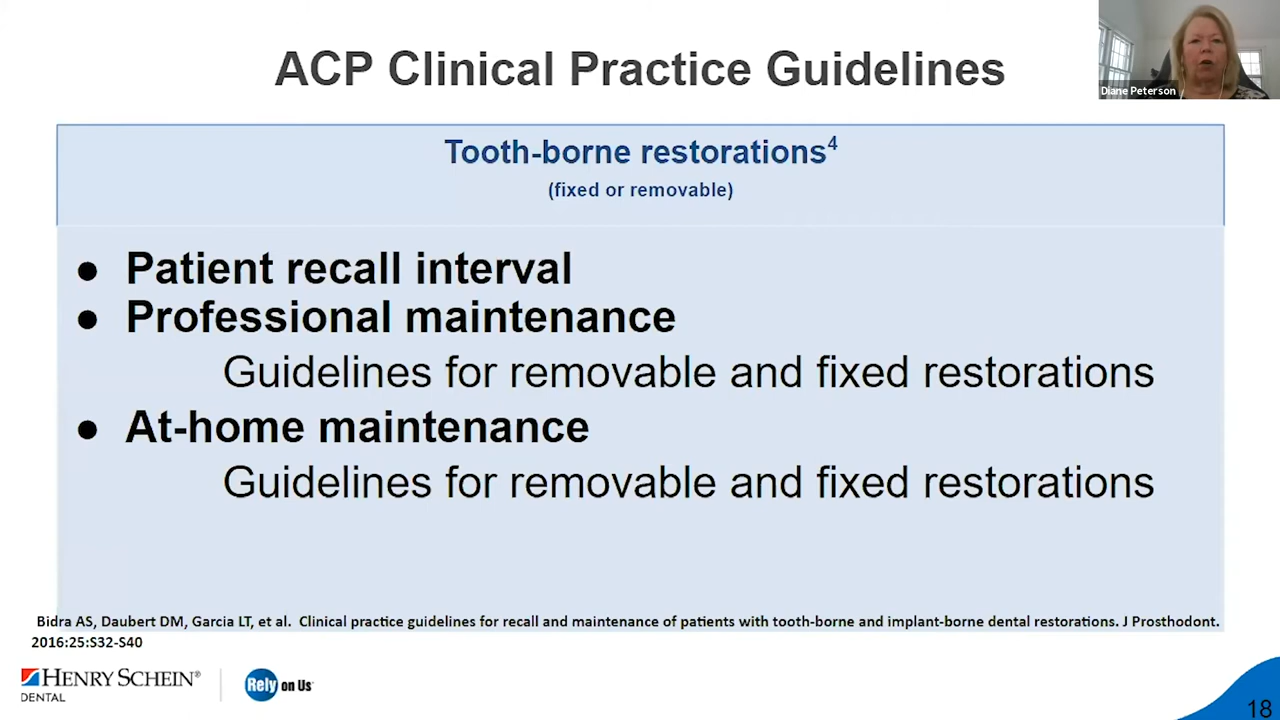 ACP Clinical Practice Guidelines
Diane Peterson
Tooth-borne restorations4
(fixed or removable)
● Patient recall interval
● Professional maintenance
Guidelines for removable and fixed restorations
● At-home maintenance
Guidelines for removable and fixed restorations
Bidra AS, Daubert DM, Garcia LT, et al. Clinical practice guidelines for recall and maintenance of patients with tooth-borne and implant-borne dental restorations. J Prosthodont.
2016:25:S32-S40
HENRY SCHEIN®
DENTAL
Rely on Us
18